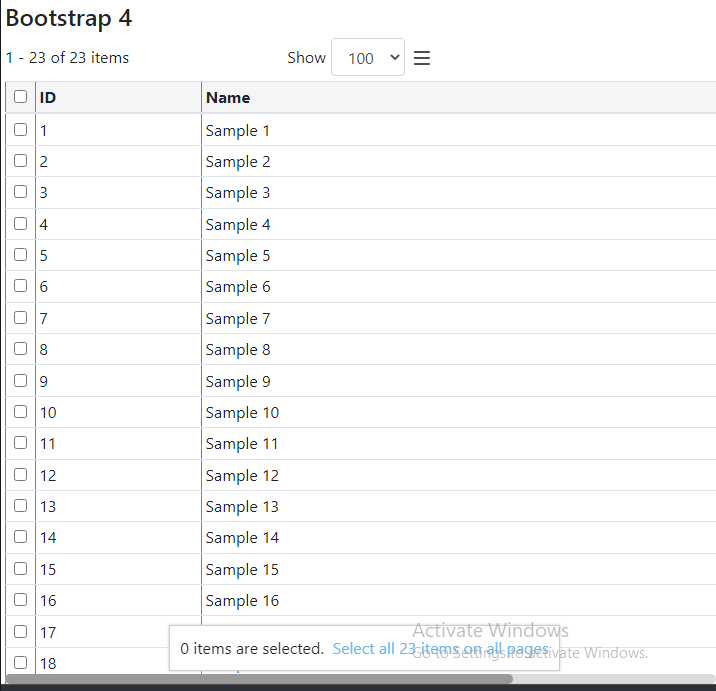 Bootstrap 4
1 - 23 of 23 items Show 100
ID Name
1 Sample 1
2 Sample 2
3 Sample 3
4 Sample 4
5 Sample 5
6 Sample 6
7 Sample 7
8 Sample 8
9 Sample 9
10 Sample 10
11 Sample 11
12 Sample 12
13 Sample 13
14 Sample 14
15 Sample 15
16 Sample 16
17
Activate Windows
0 items are selected. Select all 23 items on all pages
Go to Settings to activate Windows.
18